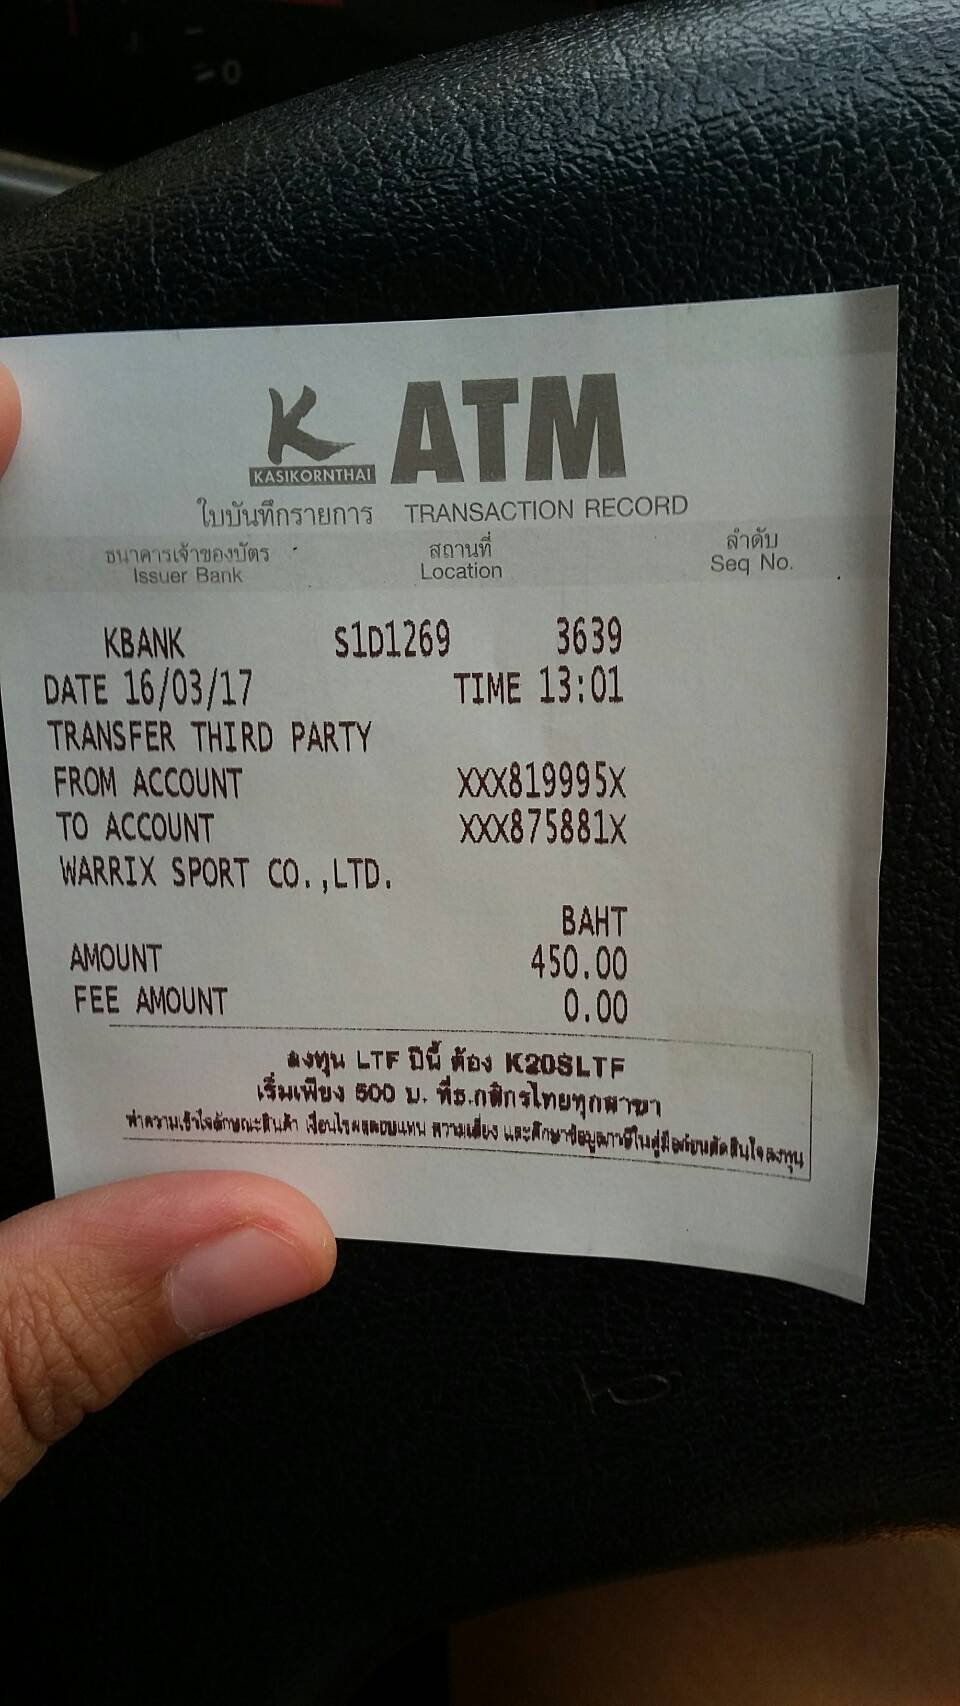 K ATM
KASIKORNTHAI
ใบบันทึกรายการ TRANSACTION RECORD
ธนาคารเจ้าของบัตร สถานที่ ลำดับ
Issuer Bank Location Seq No.
KBANK S1D1269 3639
DATE 16/03/17 TIME 13:01
TRANSFER THIRD PARTY
FROM ACCOUNT XXX819995X
TO ACCOUNT XXX875881X
WARRIX SPORT CO.,LTD.
BAHT
AMOUNT 450.00
FEE AMOUNT 0.00
ลงทุน LTF ปีนี้ ต้อง K20SLTF
เริ่มเพียง 500 บ. ที่ธ.กสิกรไทยทุกสาขา
ทำความเข้าใจลักษณะสินค้า เงื่อนไขผลตอบแทน ความเสี่ยง และศึกษาข้อมูลภาษีในคู่มือก่อนตัดสินใจลงทุน
0